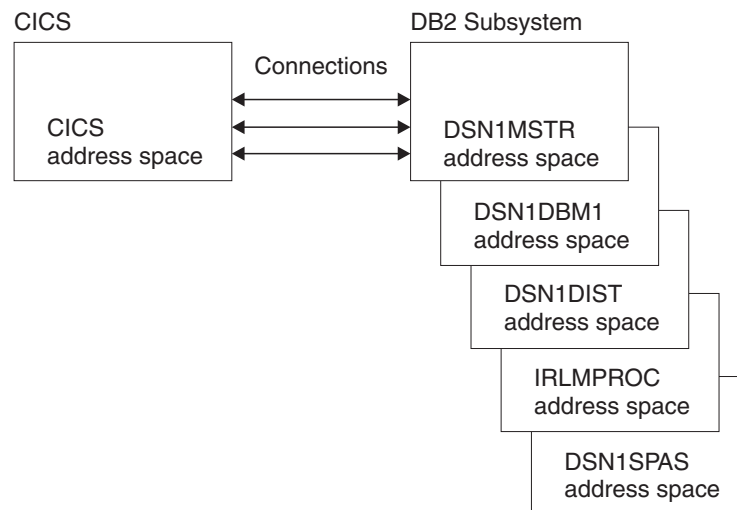 CICS
DB2 Subsystem
Connections
CICS
address space
DSN1MSTR
address space
DSN1DBM1
address space
DSN1DIST
address space
IRLMPROC
address space
DSN1SPAS
address space